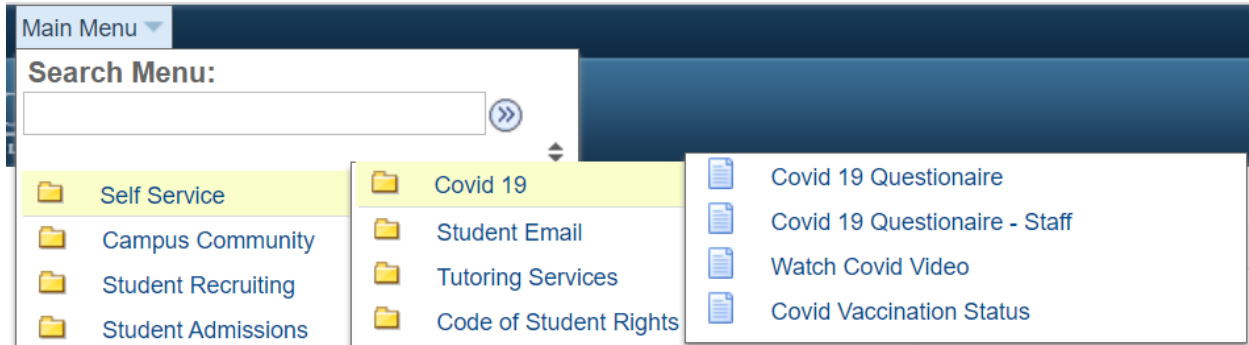 Main Menu
Search Menu:
Self Service
Campus Community
Student Recruiting
Student Admissions
Covid 19
Student Email
Tutoring Services
Code of Student Rights
Covid 19 Questionaire
Covid 19 Questionaire - Staff
Watch Covid Video
Covid Vaccination Status